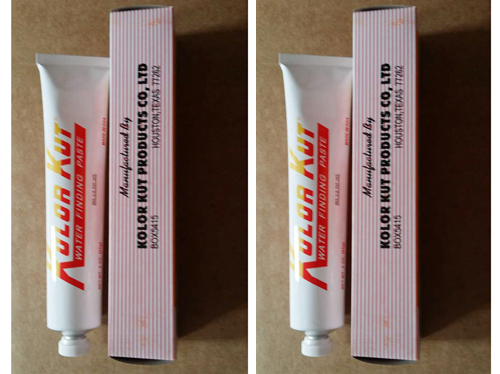 KOLOR KUT
WATER FINDING PASTE
Manufactured By
KOLOR KUT PRODUCTS CO, LTD
BOX5415 HOUSTON,TEXAS 77262
KOLOR KUT
WATER FINDING PASTE
Manufactured By
KOLOR KUT PRODUCTS CO, LTD
BOX5415 HOUSTON,TEXAS 77262